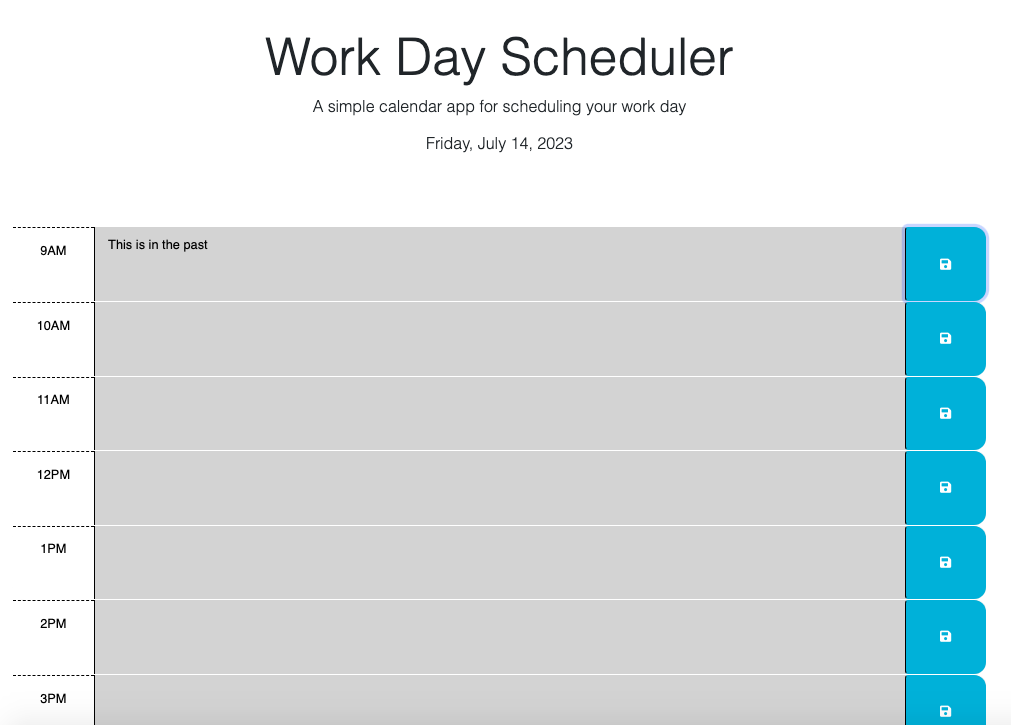 Work Day Scheduler
A simple calendar app for scheduling your work day
Friday, July 14, 2023
9AM
This is in the past
10AM
11AM
12PM
1PM
2PM
3PM